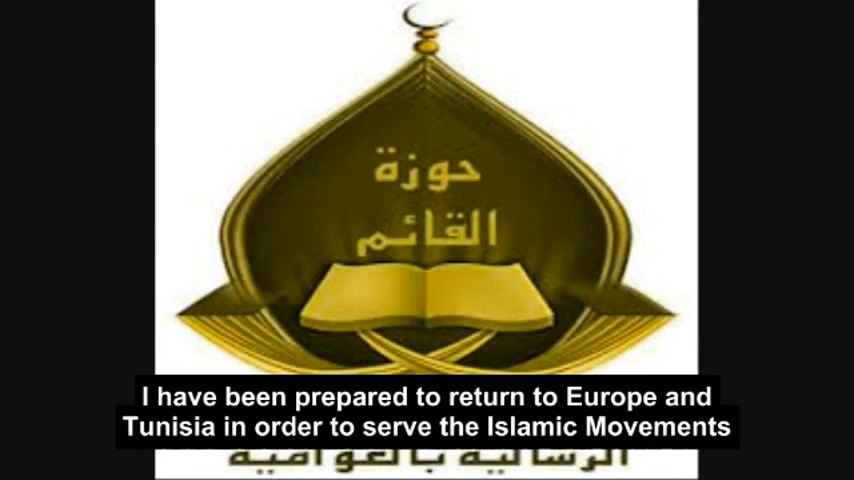 حوزة
القائم
I have been prepared to return to Europe and
Tunisia in order to serve the Islamic Movements
الرسالية بالعوامية